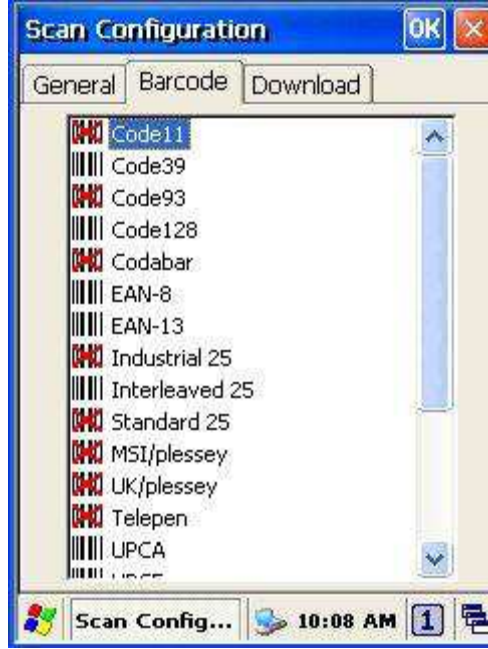 Scan Configuration OK
General Barcode Download
Code11
Code39
Code93
Code128
Codabar
EAN-8
EAN-13
Industrial 25
Interleaved 25
Standard 25
MSI/plessey
UK/plessey
Telepen
UPCA
Scan Config... 10:08 AM 1